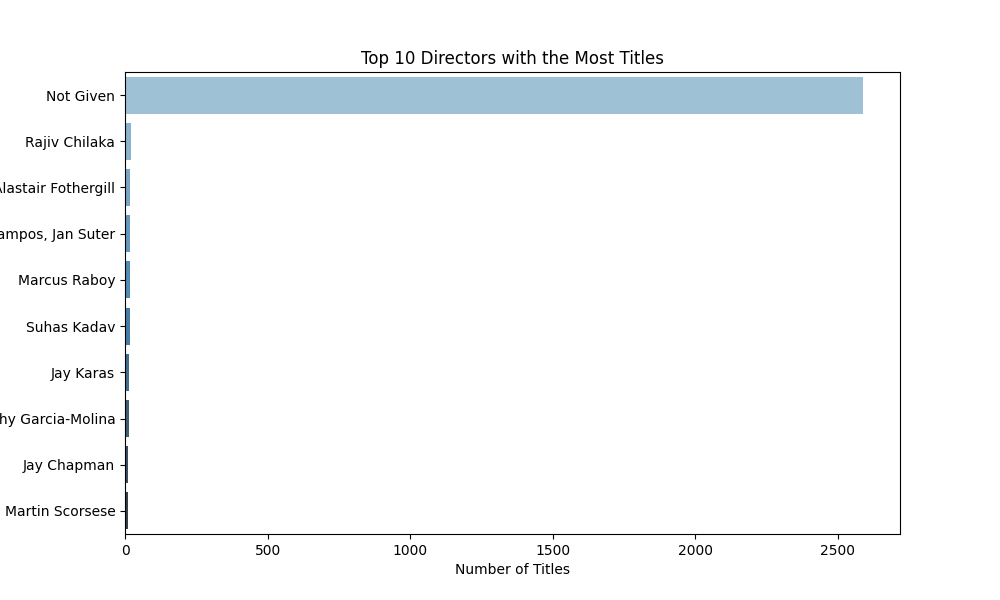 Top 10 Directors with the Most Titles
Not Given
Rajiv Chilaka
Alastair Fothergill
ampos, Jan Suter
Marcus Raboy
Suhas Kadav
Jay Karas
hy Garcia-Molina
Jay Chapman
Martin Scorsese
0 500 1000 1500 2000 2500
Number of Titles